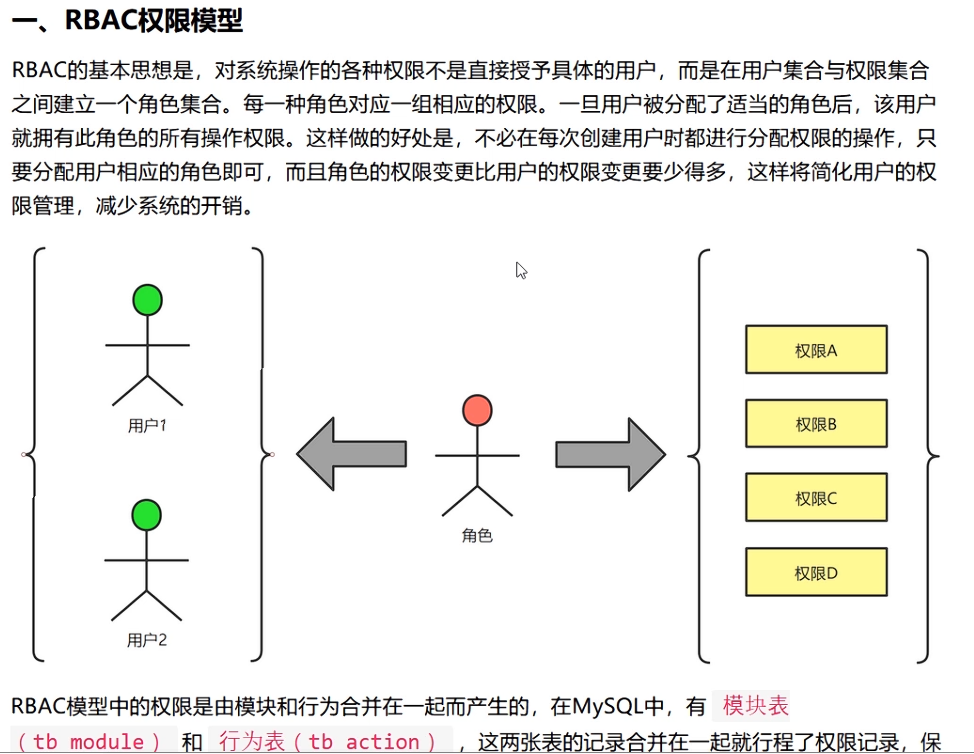 一、RBAC权限模型
RBAC的基本思想是，对系统操作的各种权限不是直接授予具体的用户，而是在用户集合与权限集合
之间建立一个角色集合。每一种角色对应一组相应的权限。一旦用户被分配了适当的角色后，该用户
就拥有此角色的所有操作权限。这样做的好处是，不必在每次创建用户时都进行分配权限的操作，只
要分配用户相应的角色即可，而且角色的权限变更比用户的权限变更要少得多，这样将简化用户的权
限管理，减少系统的开销。
用户1
用户2
角色
权限A
权限B
权限C
权限D
RBAC模型中的权限是由模块和行为合并在一起而产生的，在MySQL中，有 模块表
（tb_module） 和 行为表（tb_action） ，这两张表的记录合并在一起就行程了权限记录，保